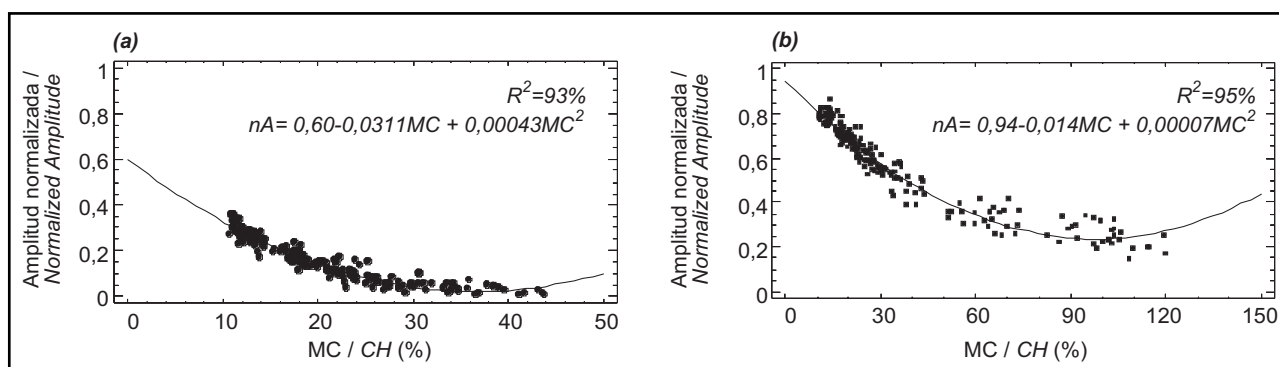 (a)
Amplitud normalizada /
Normalized Amplitude
1
0,8
0,6
0,4
0,2
0
R²=93%
nA= 0,60-0,0311MC + 0,00043MC²
0 10 20 30 40 50
MC / CH (%)
(b)
Amplitud normalizada /
Normalized Amplitude
1
0,8
0,6
0,4
0,2
0
R²=95%
nA= 0,94-0,014MC + 0,00007MC²
0 30 60 90 120 150
MC / CH (%)